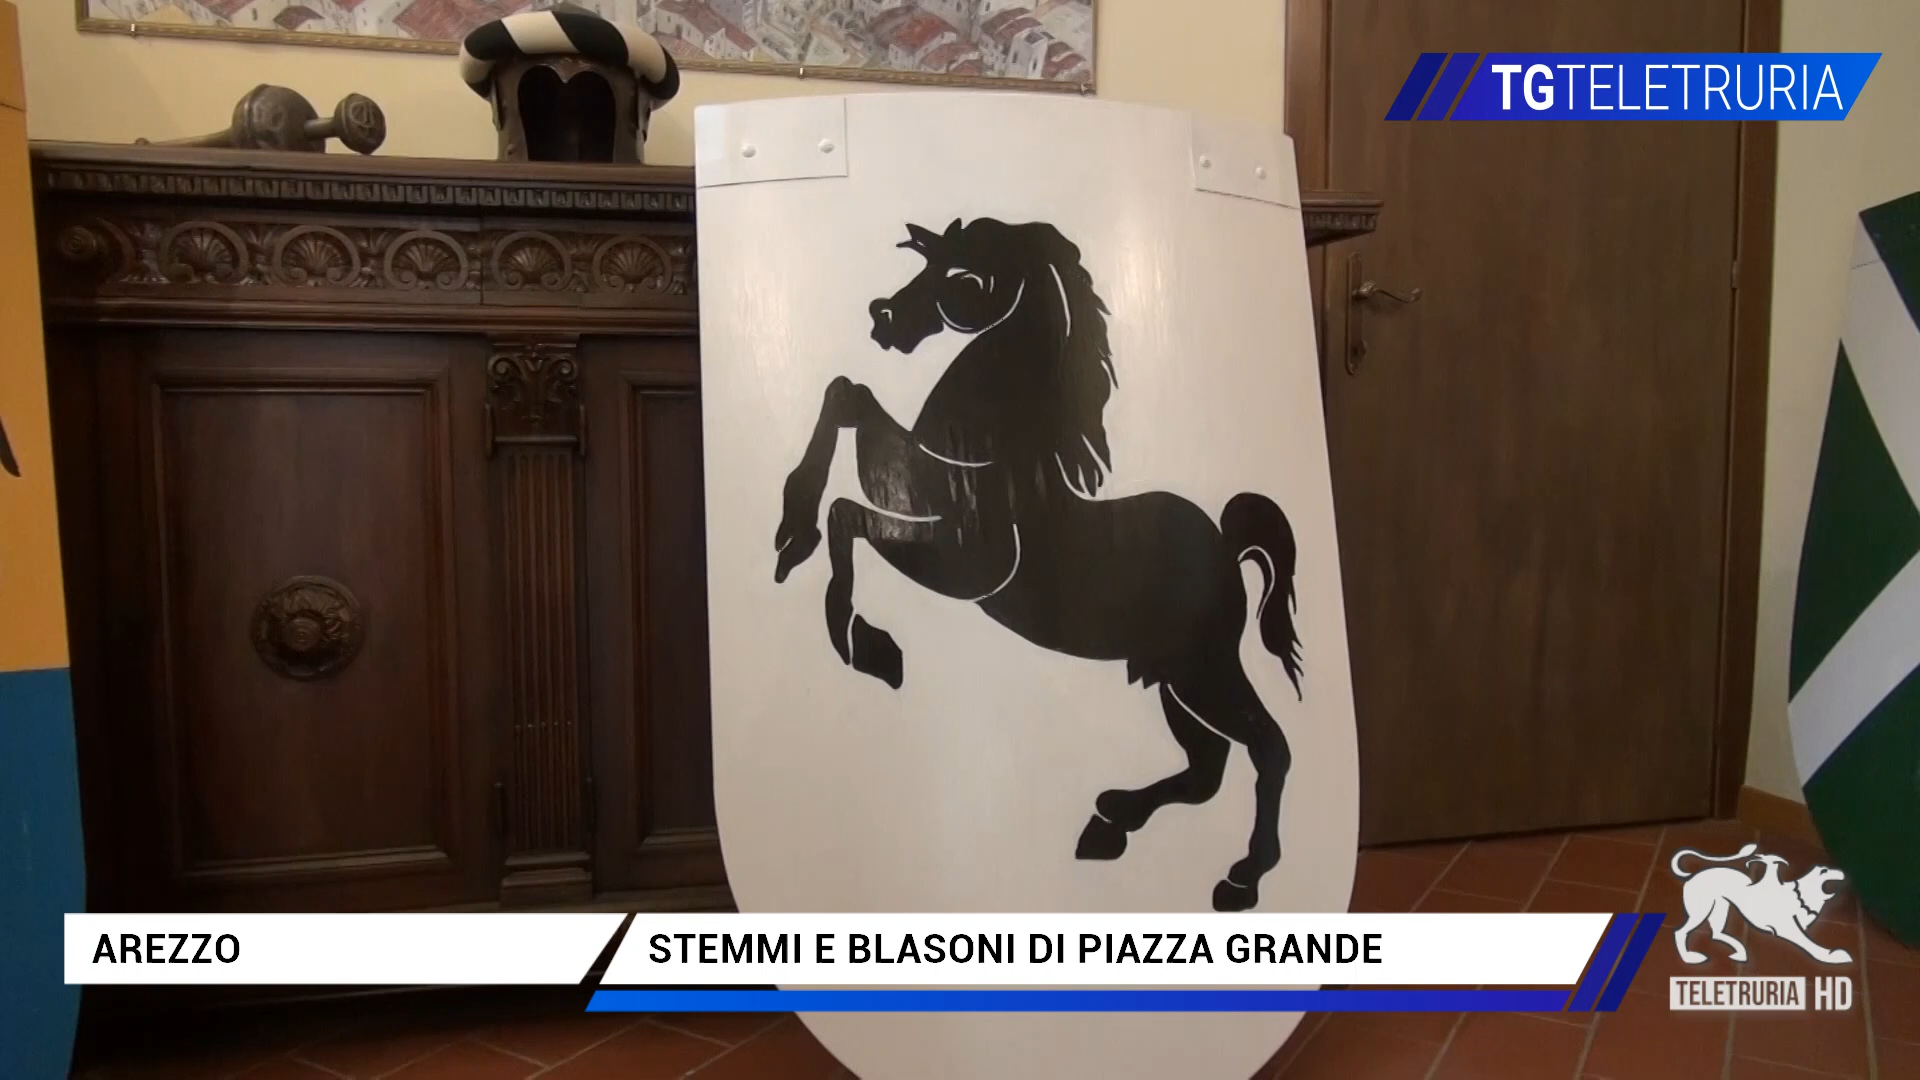 TGTELETRURIA
AREZZO
STEMMI E BLASONI DI PIAZZA GRANDE
TELETRURIA HD